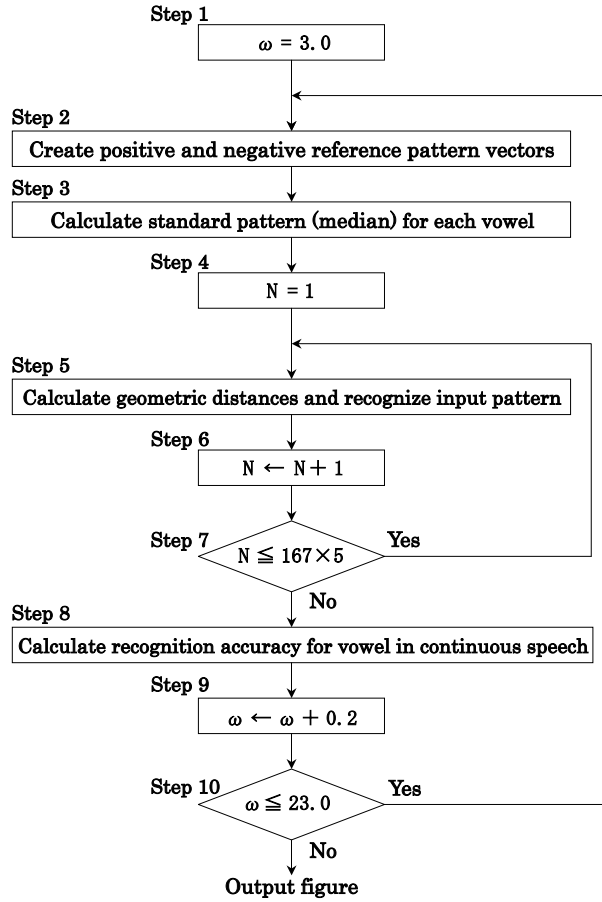 Step 1
ω = 3.0
Step 2
Create positive and negative reference pattern vectors
Step 3
Calculate standard pattern (median) for each vowel
Step 4
N = 1
Step 5
Calculate geometric distances and recognize input pattern
Step 6
N ← N + 1
Step 7
N ≦ 167×5
Yes
No
Step 8
Calculate recognition accuracy for vowel in continuous speech
Step 9
ω ← ω + 0.2
Step 10
ω ≦ 23.0
Yes
No
Output figure